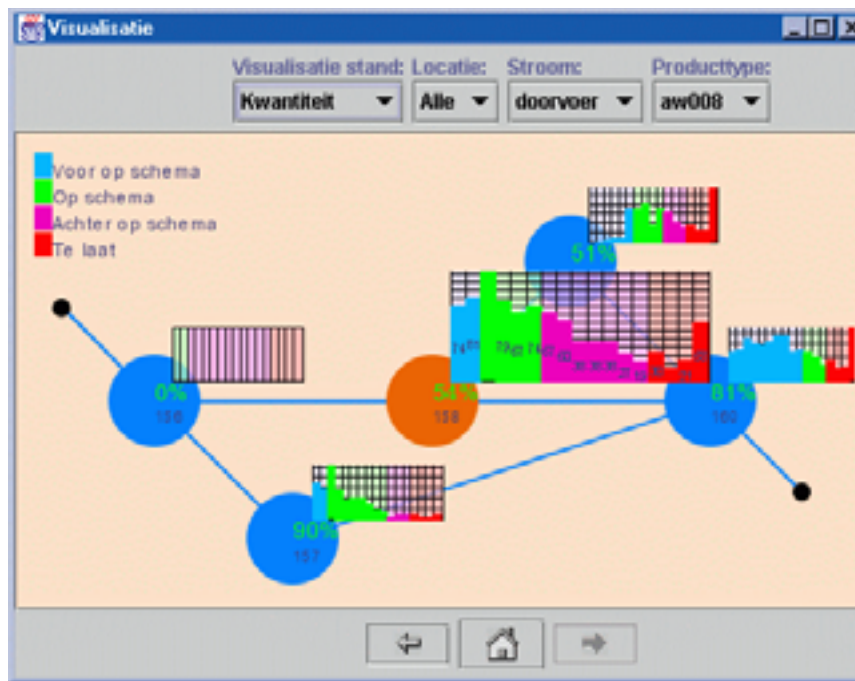 Visualisatie
Visualisatie stand: Locatie: Stroom: Producttype:
Kwantiteit Alle doorvoer aw008
Voor op schema
Op schema
Achter op schema
Te laat
51%
0%
156
54%
158
81%
160
90%
157